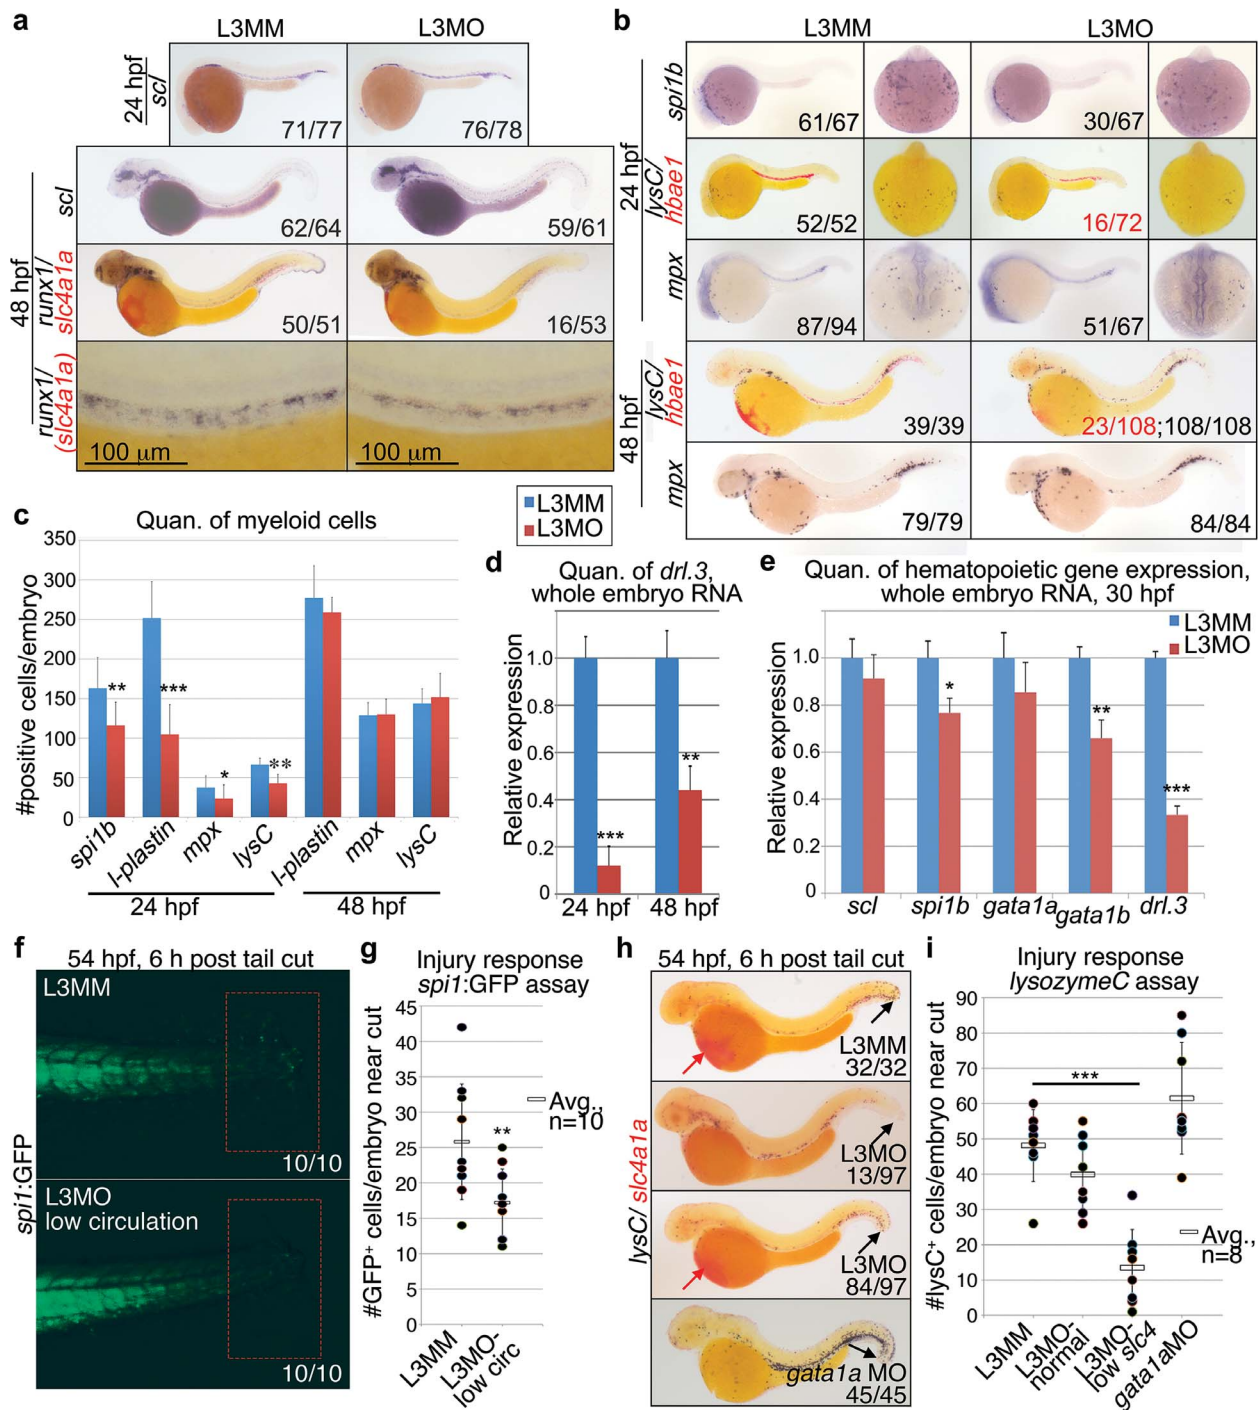 a
L3MM
L3MO
24 hpf
scl
71/77
76/78
48 hpf
scl
62/64
59/61
runx1/
slc4a1a
50/51
16/53
runx1/
(slc4a1a)
100 µm
100 µm
b
L3MM
L3MO
24 hpf
spi1b
61/67
30/67
lysC/
hbae1
52/52
16/72
mpx
87/94
51/67
48 hpf
lysC/
hbae1
39/39
23/108;108/108
mpx
79/79
84/84
c
Quan. of myeloid cells
L3MM
L3MO
#positive cells/embryo
350
300
250
200
150
100
50
0
**
***
*
**
spi1b
l-plastin
mpx
lysC
l-plastin
mpx
lysC
24 hpf
48 hpf
d
Quan. of drl.3,
whole embryo RNA
Relative expression
1.0
0.8
0.6
0.4
0.2
0
***
**
24 hpf
48 hpf
e
Quan. of hematopoietic gene expression,
whole embryo RNA, 30 hpf
L3MM
L3MO
Relative expression
1.0
0.8
0.6
0.4
0.2
0
*
**
***
scl
spi1b
gata1a
gata1b
drl.3
f
54 hpf, 6 h post tail cut
spi1:GFP
L3MM
10/10
L3MO
low circulation
10/10
g
Injury response
spi1:GFP assay
#GFP+ cells/embryo near cut
45
40
35
30
25
20
15
10
5
0
**
Avg.,
n=10
L3MM
L3MO-
low circ
h
54 hpf, 6 h post tail cut
lysC/ slc4a1a
L3MM
32/32
L3MO
13/97
L3MO
84/97
gata1a MO
45/45
i
Injury response
lysozymeC assay
#lysC+ cells/embryo near cut
90
80
70
60
50
40
30
20
10
0
***
Avg.,
n=8
L3MM
L3MO-
normal
L3MO-
low slc4
gata1aMO